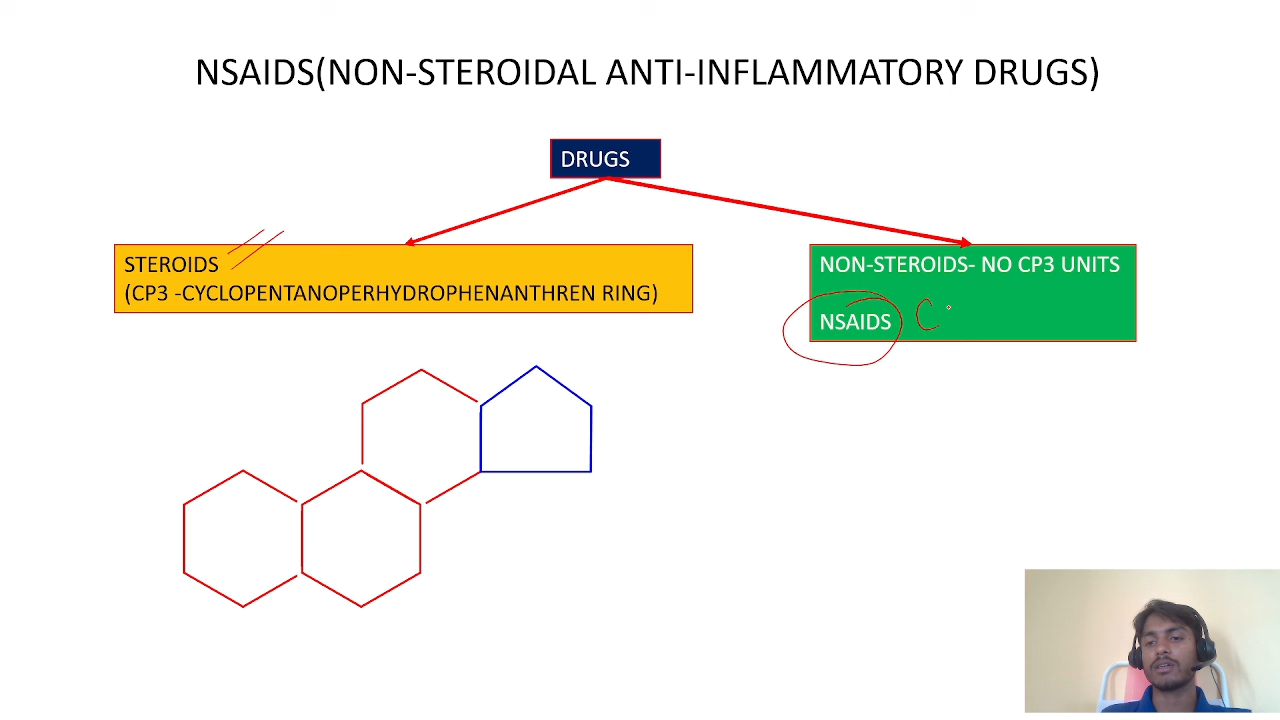 NSAIDS(NON-STEROIDAL ANTI-INFLAMMATORY DRUGS)
DRUGS
STEROIDS
(CP3 -CYCLOPENTANOPERHYDROPHENANTHREN RING)
NON-STEROIDS- NO CP3 UNITS
NSAIDS C